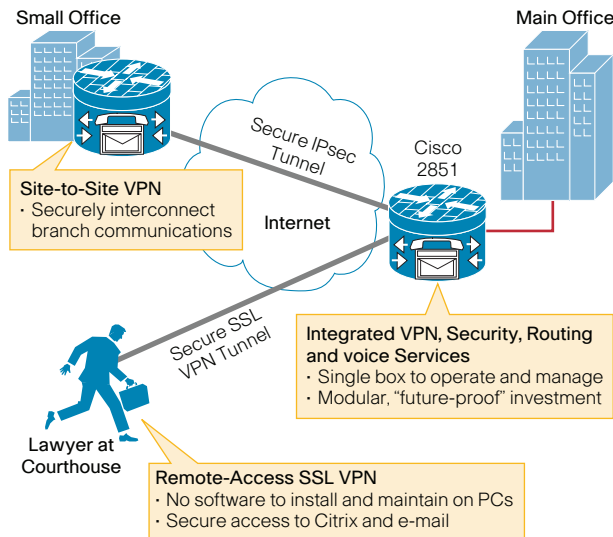 Small Office
Main Office
Secure IPsec
Tunnel
Cisco
2851
Site-to-Site VPN
· Securely interconnect
branch communications
Internet
Secure SSL
VPN Tunnel
Integrated VPN, Security, Routing
and voice Services
· Single box to operate and manage
· Modular, “future-proof” investment
Lawyer at
Courthouse
Remote-Access SSL VPN
· No software to install and maintain on PCs
· Secure access to Citrix and e-mail